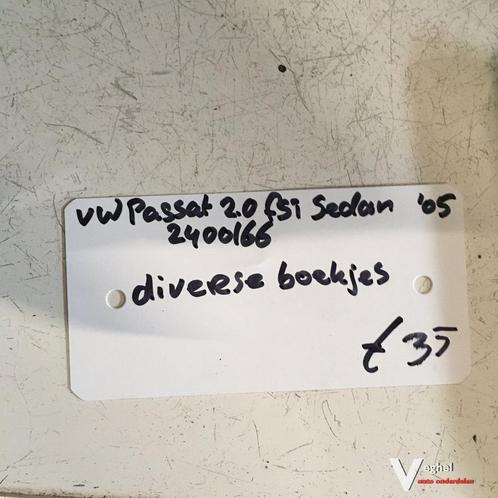 VW Passat 2.0 fsi Sedan '05
2400166
diverse boekjes
€ 35
Veghel
auto onderdelen